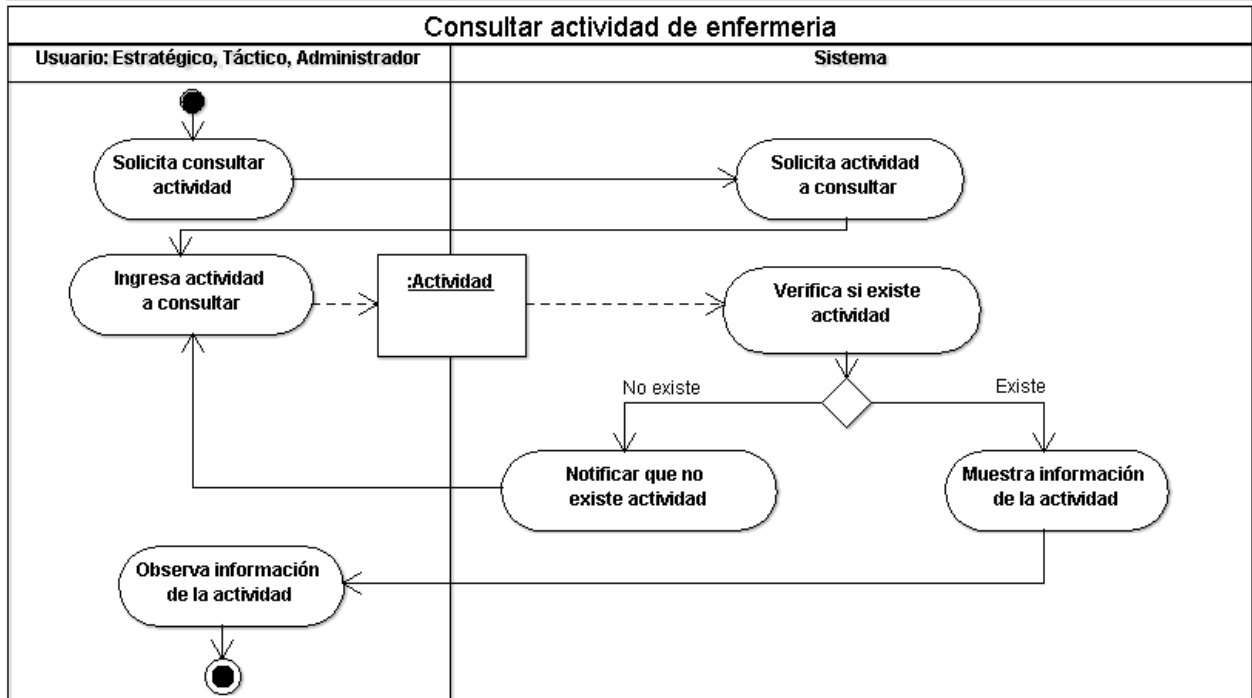 Consultar actividad de enfermeria
Usuario: Estratégico, Táctico, Administrador
Sistema
Solicita consultar
actividad
Solicita actividad
a consultar
Ingresa actividad
a consultar
:Actividad
Verifica si existe
actividad
No existe
Existe
Notificar que no
existe actividad
Muestra información
de la actividad
Observa información
de la actividad